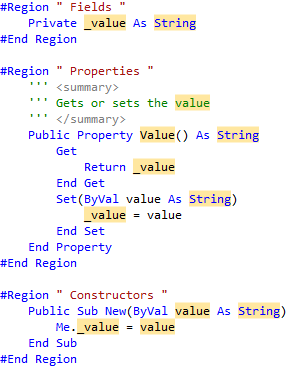 #Region " Fields "
    Private _value As String
#End Region

#Region " Properties "
    ''' <summary>
    ''' Gets or sets the value
    ''' </summary>
    Public Property Value() As String
        Get
            Return _value
        End Get
        Set(ByVal value As String)
            _value = value
        End Set
    End Property
#End Region

#Region " Constructors "
    Public Sub New(ByVal value As String)
        Me._value = value
    End Sub
#End Region